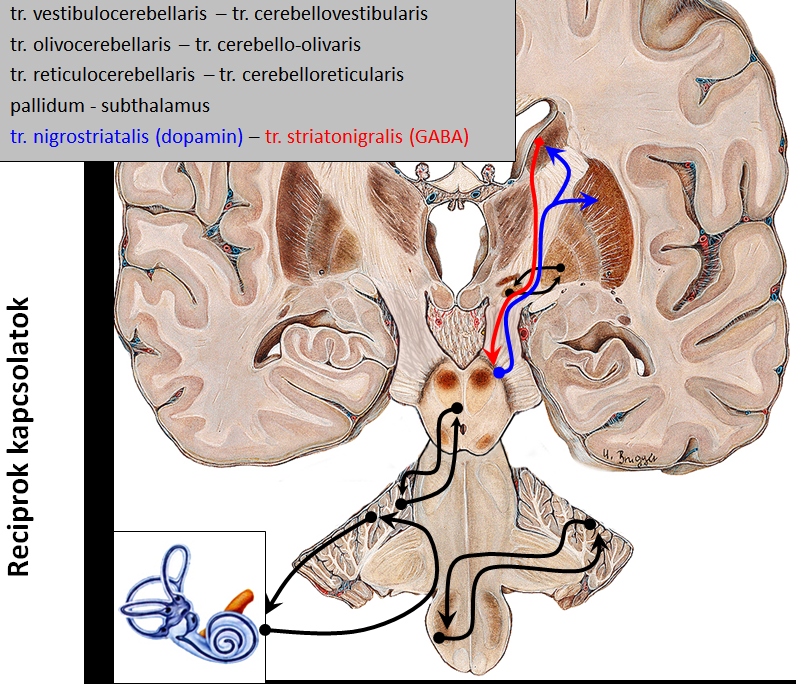 tr. vestibulocerebellaris – tr. cerebellovestibularis
tr. olivocerebellaris – tr. cerebello-olivaris
tr. reticulocerebellaris – tr. cerebelloreticularis
pallidum - subthalamus
tr. nigrostriatalis (dopamin) – tr. striatonigralis (GABA)
Reciprok kapcsolatok